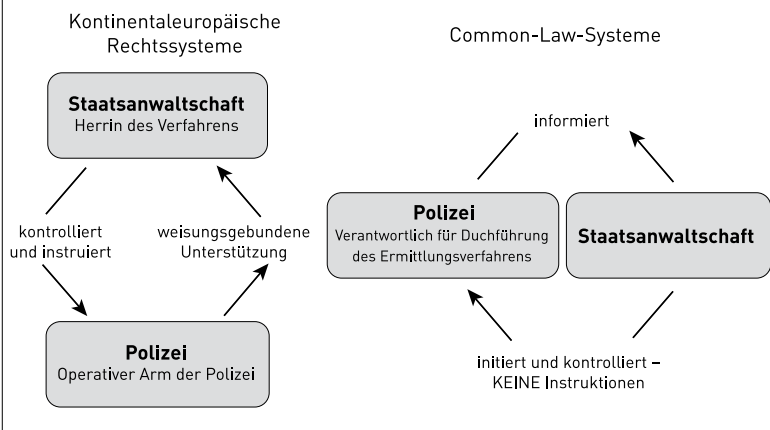 Kontinentaleuropäische
Rechtssysteme
Staatsanwaltschaft
Herrin des Verfahrens
kontrolliert
und instruiert
weisungsgebundene
Unterstützung
Polizei
Operativer Arm der Polizei
Common-Law-Systeme
informiert
Polizei
Verantwortlich für Duchführung
des Ermittlungsverfahrens
Staatsanwaltschaft
initiert und kontrolliert –
KEINE Instruktionen